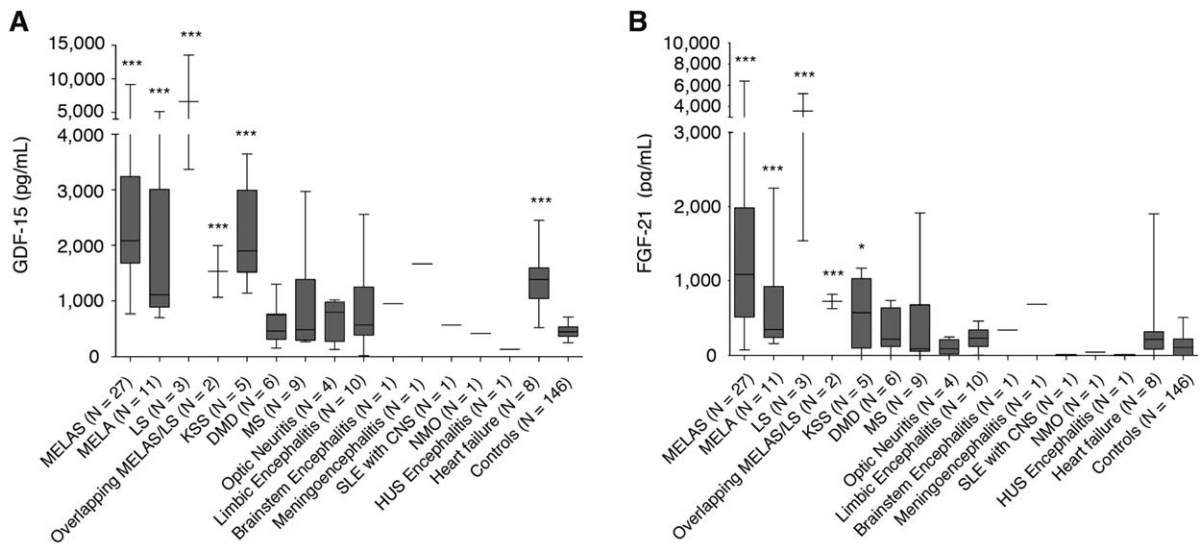 A
GDF-15 (pg/mL)
15,000
10,000
5,000
4,000
3,000
2,000
1,000
0
***
***
***
***
***
***
MELAS (N = 27)
MELA (N = 11)
LS (N = 3)
Overlapping MELAS/LS (N = 2)
KSS (N = 5)
DMD (N = 6)
MS (N = 9)
Optic Neuritis (N = 4)
Limbic Encephalitis (N = 10)
Brainstem Encephalitis (N = 1)
Meningoencephalitis (N = 1)
SLE with CNS (N = 1)
NMO (N = 1)
HUS Encephalitis (N = 1)
Heart failure (N = 8)
Controls (N = 146)
B
FGF-21 (pq/mL)
10,000
8,000
6,000
4,000
3,000
2,000
1,000
0
***
***
***
***
*
MELAS (N = 27)
MELA (N = 11)
LS (N = 3)
Overlapping MELAS/LS (N = 2)
KSS (N = 5)
DMD (N = 6)
MS (N = 9)
Optic Neuritis (N = 4)
Limbic Encephalitis (N = 10)
Brainstem Encephalitis (N = 1)
Meningoencephalitis (N = 1)
SLE with CNS (N = 1)
NMO (N = 1)
HUS Encephalitis (N = 1)
Heart failure (N = 8)
Controls (N = 146)